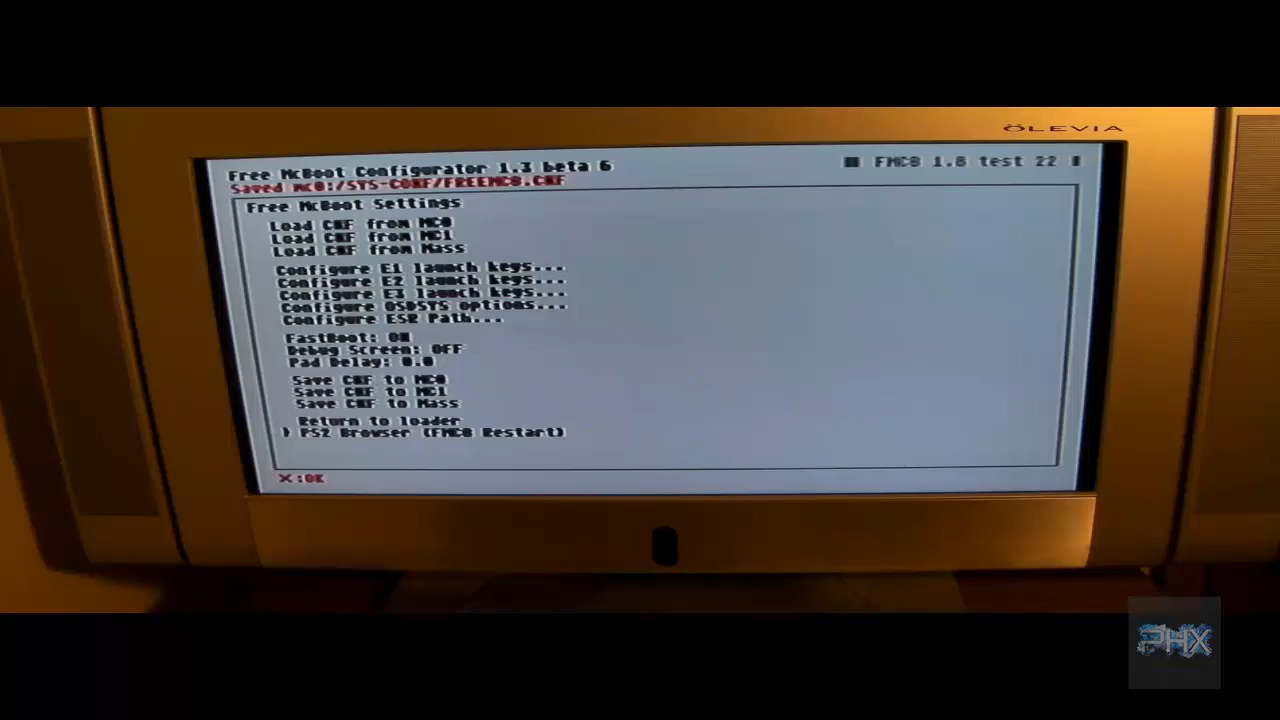 ÖLEVIA
Free McBoot Configurator 1.3 beta 6
FMCB 1.8 test 22
Saved mc0:/SYS-CONF/FREEMCB.CNF
Free McBoot Settings
Load CNF from MC0
Load CNF from MC1
Load CNF from Mass
Configure E1 launch keys...
Configure E2 launch keys...
Configure E3 launch keys...
Configure OSDSYS options...
Configure ESR Path...
FastBoot: ON
Debug Screen: OFF
Pad Delay: 0.0
Save CNF to MC0
Save CNF to MC1
Save CNF to Mass
Return to loader
PS2 Browser (FMCB Restart)
X:OK
PHX